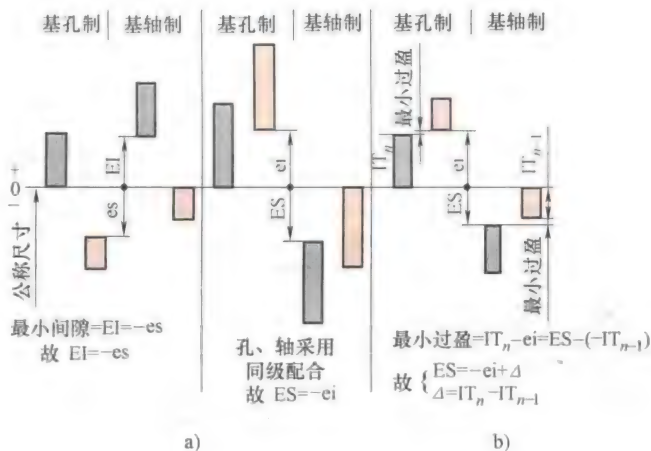 基孔制 基轴制 基孔制 基轴制 基孔制 基轴制
最小过盈
IT_n
EI
ei
ei
IT_{n-1}
+
0
−
公称尺寸
es
ES
ES
最小过盈
最小间隙=EI=−es
故 EI=−es
孔、轴采用
同级配合
故 ES=−ei
最小过盈=IT_n−ei=ES−(−IT_{n-1})
故 { ES=−ei+Δ
Δ=IT_n−IT_{n-1}
a) b)